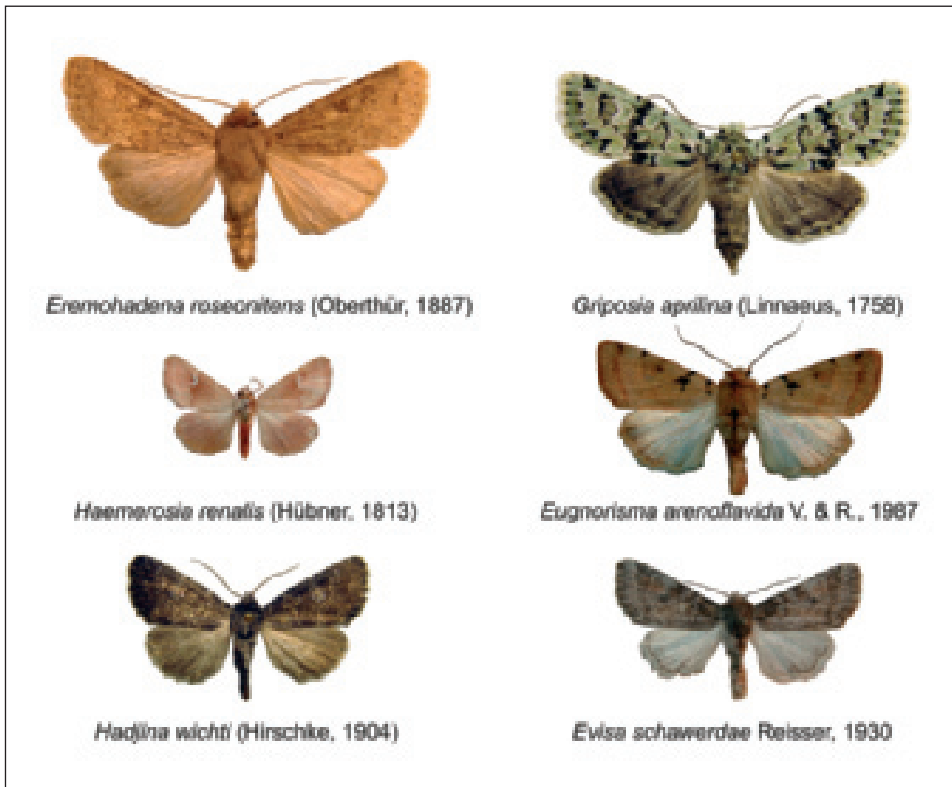 Eremohadena roseonitens (Oberthür, 1887)
Griposia aprilina (Linnaeus, 1758)
Haemerosia renalis (Hübner, 1813)
Eugnorisma arenoflavida V. & R., 1987
Hadjina wichti (Hirschke, 1904)
Evisa schawerdae Reisser, 1930